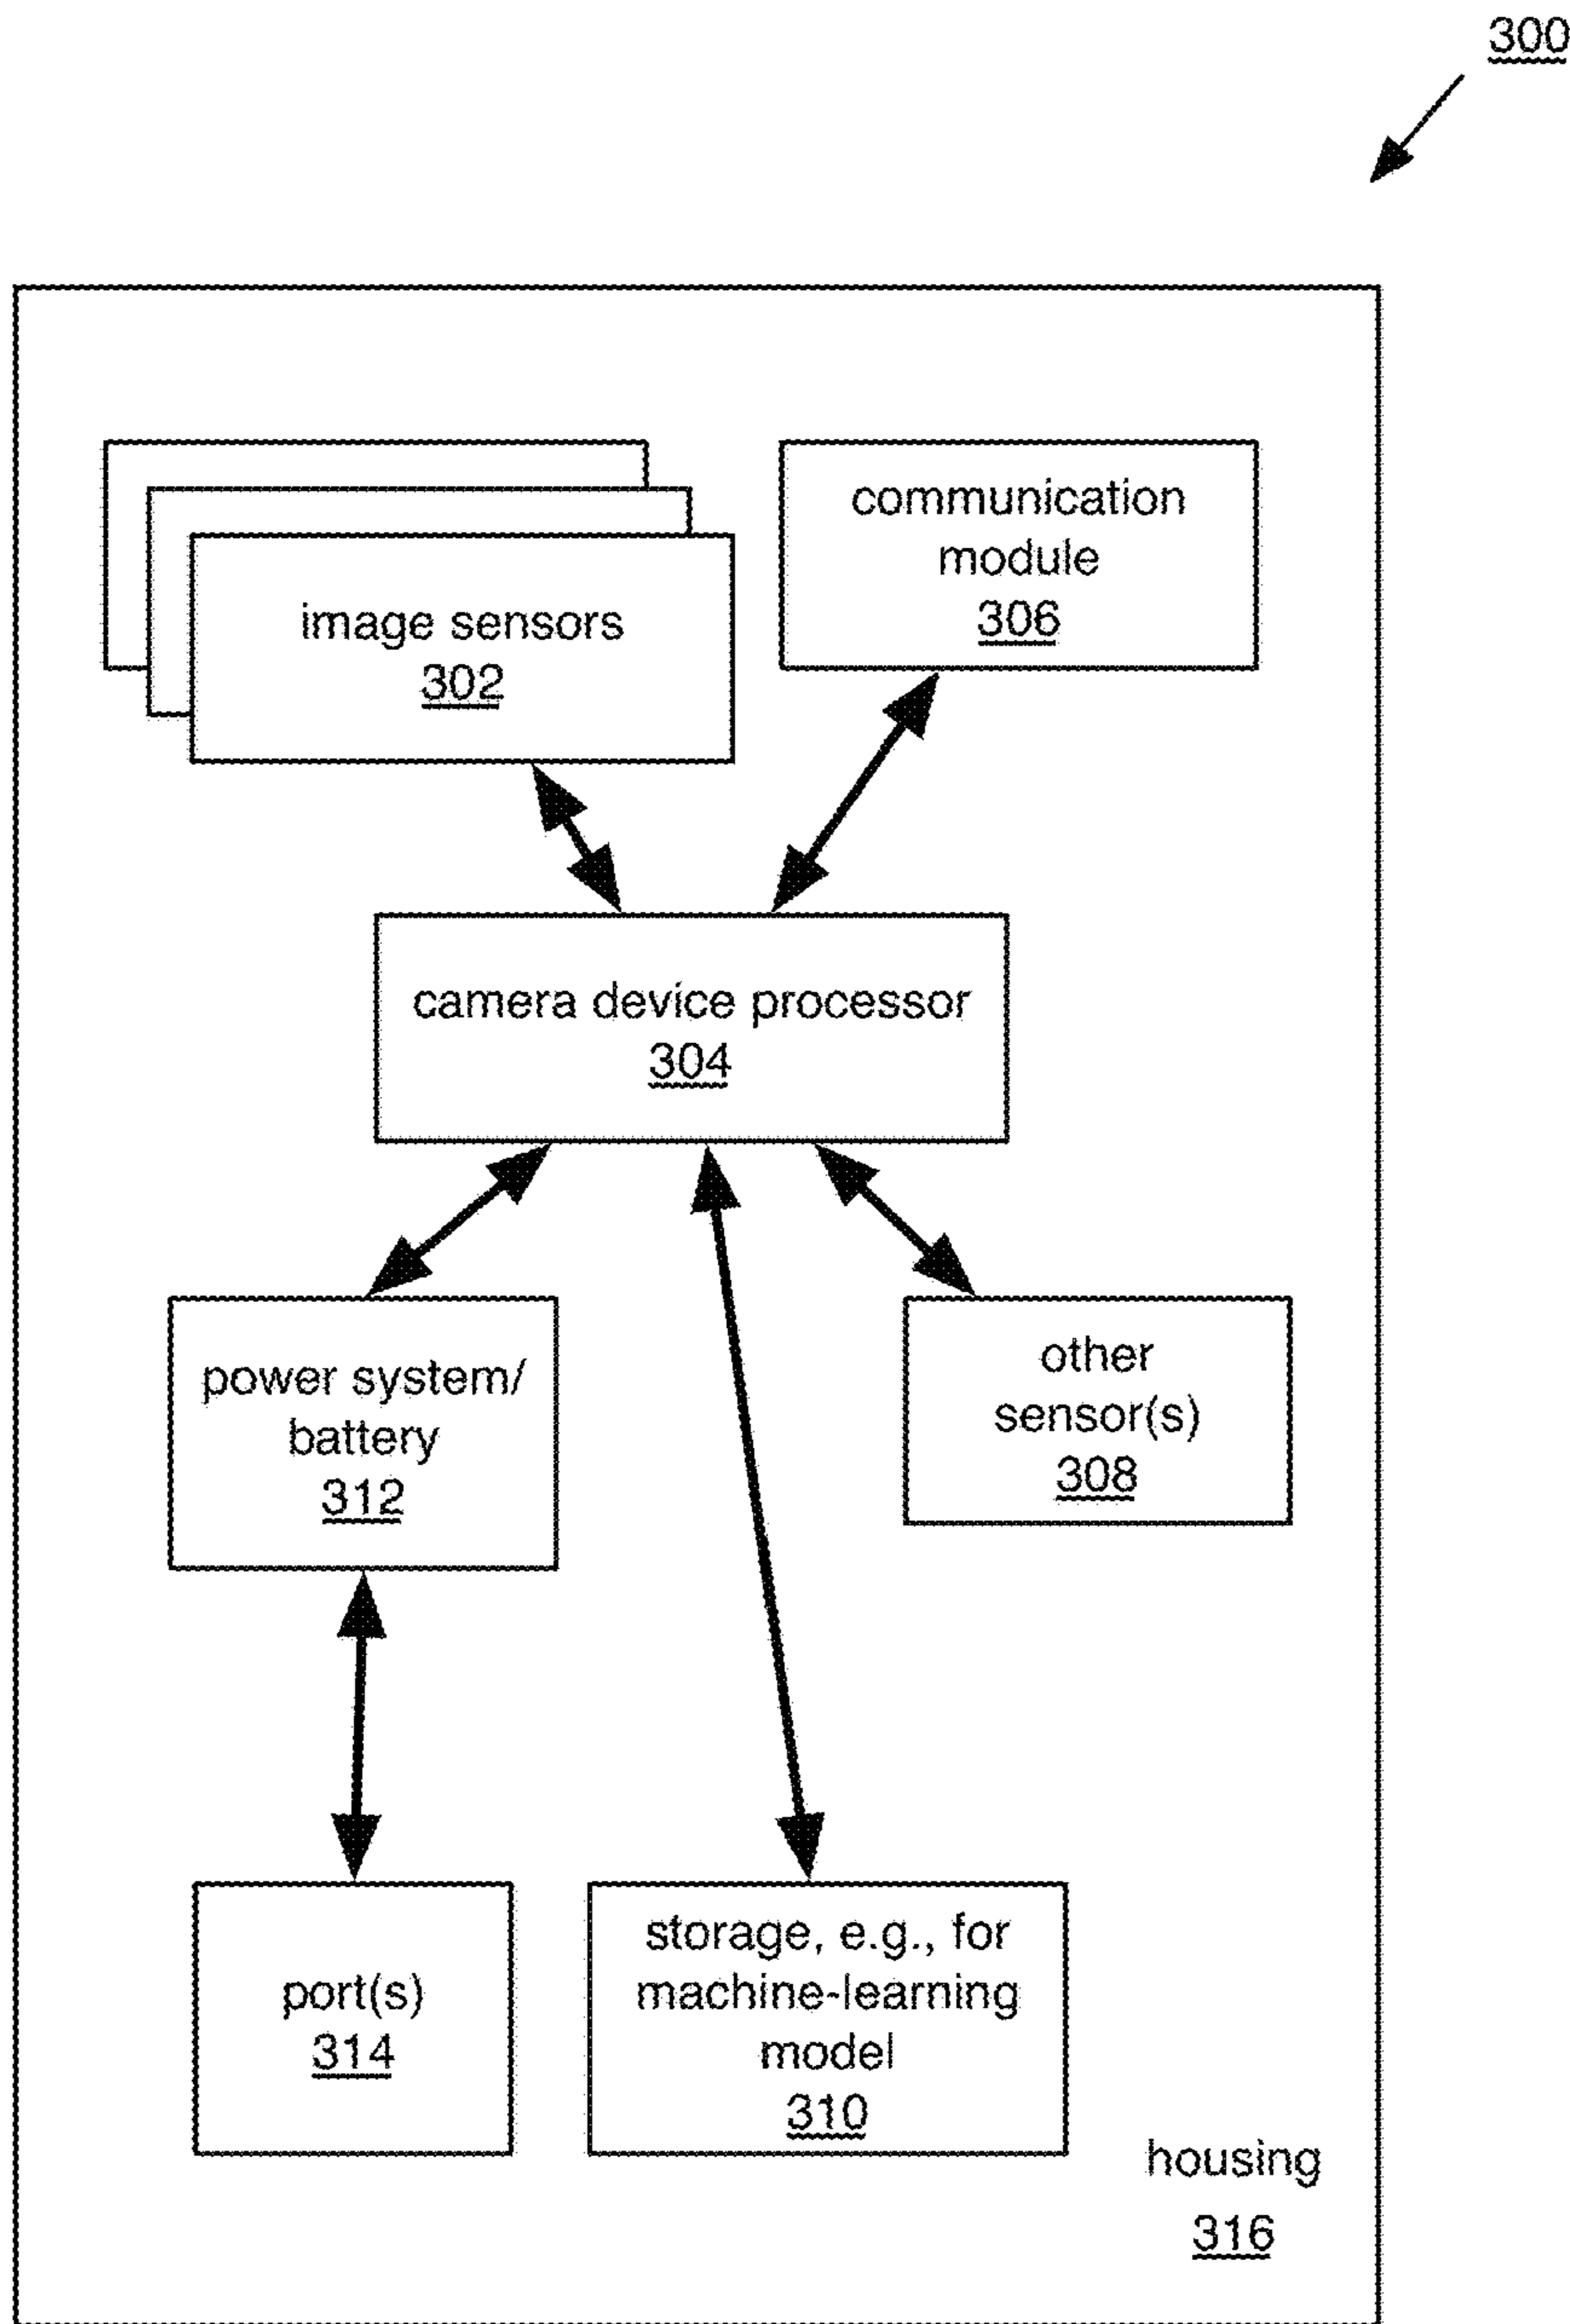 300
image sensors
302
communication
module
306
camera device processor
304
power system/
battery
312
other
sensor(s)
308
port(s)
314
storage, e.g., for
machine-learning
model
310
housing
316